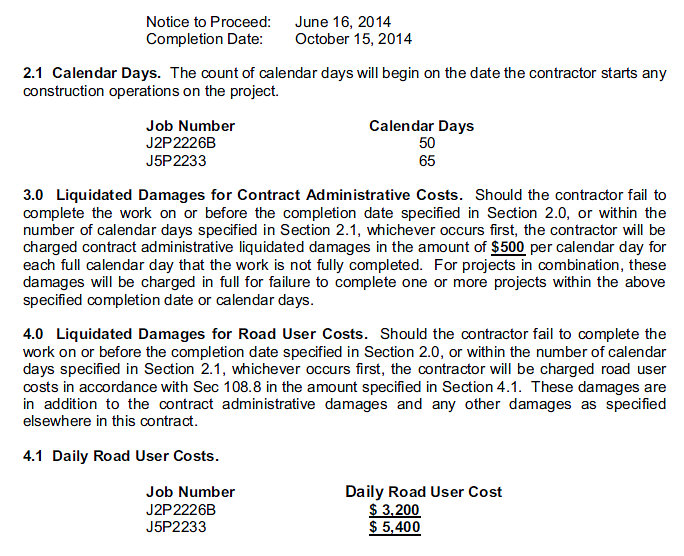 Notice to Proceed: June 16, 2014
Completion Date: October 15, 2014
2.1 Calendar Days. The count of calendar days will begin on the date the contractor starts any
construction operations on the project.
Job Number Calendar Days
J2P2226B 50
J5P2233 65
3.0 Liquidated Damages for Contract Administrative Costs. Should the contractor fail to
complete the work on or before the completion date specified in Section 2.0, or within the
number of calendar days specified in Section 2.1, whichever occurs first, the contractor will be
charged contract administrative liquidated damages in the amount of $500 per calendar day for
each full calendar day that the work is not fully completed. For projects in combination, these
damages will be charged in full for failure to complete one or more projects within the above
specified completion date or calendar days.
4.0 Liquidated Damages for Road User Costs. Should the contractor fail to complete the
work on or before the completion date specified in Section 2.0, or within the number of calendar
days specified in Section 2.1, whichever occurs first, the contractor will be charged road user
costs in accordance with Sec 108.8 in the amount specified in Section 4.1. These damages are
in addition to the contract administrative damages and any other damages as specified
elsewhere in this contract.
4.1 Daily Road User Costs.
Job Number Daily Road User Cost
J2P2226B $ 3,200
J5P2233 $ 5,400